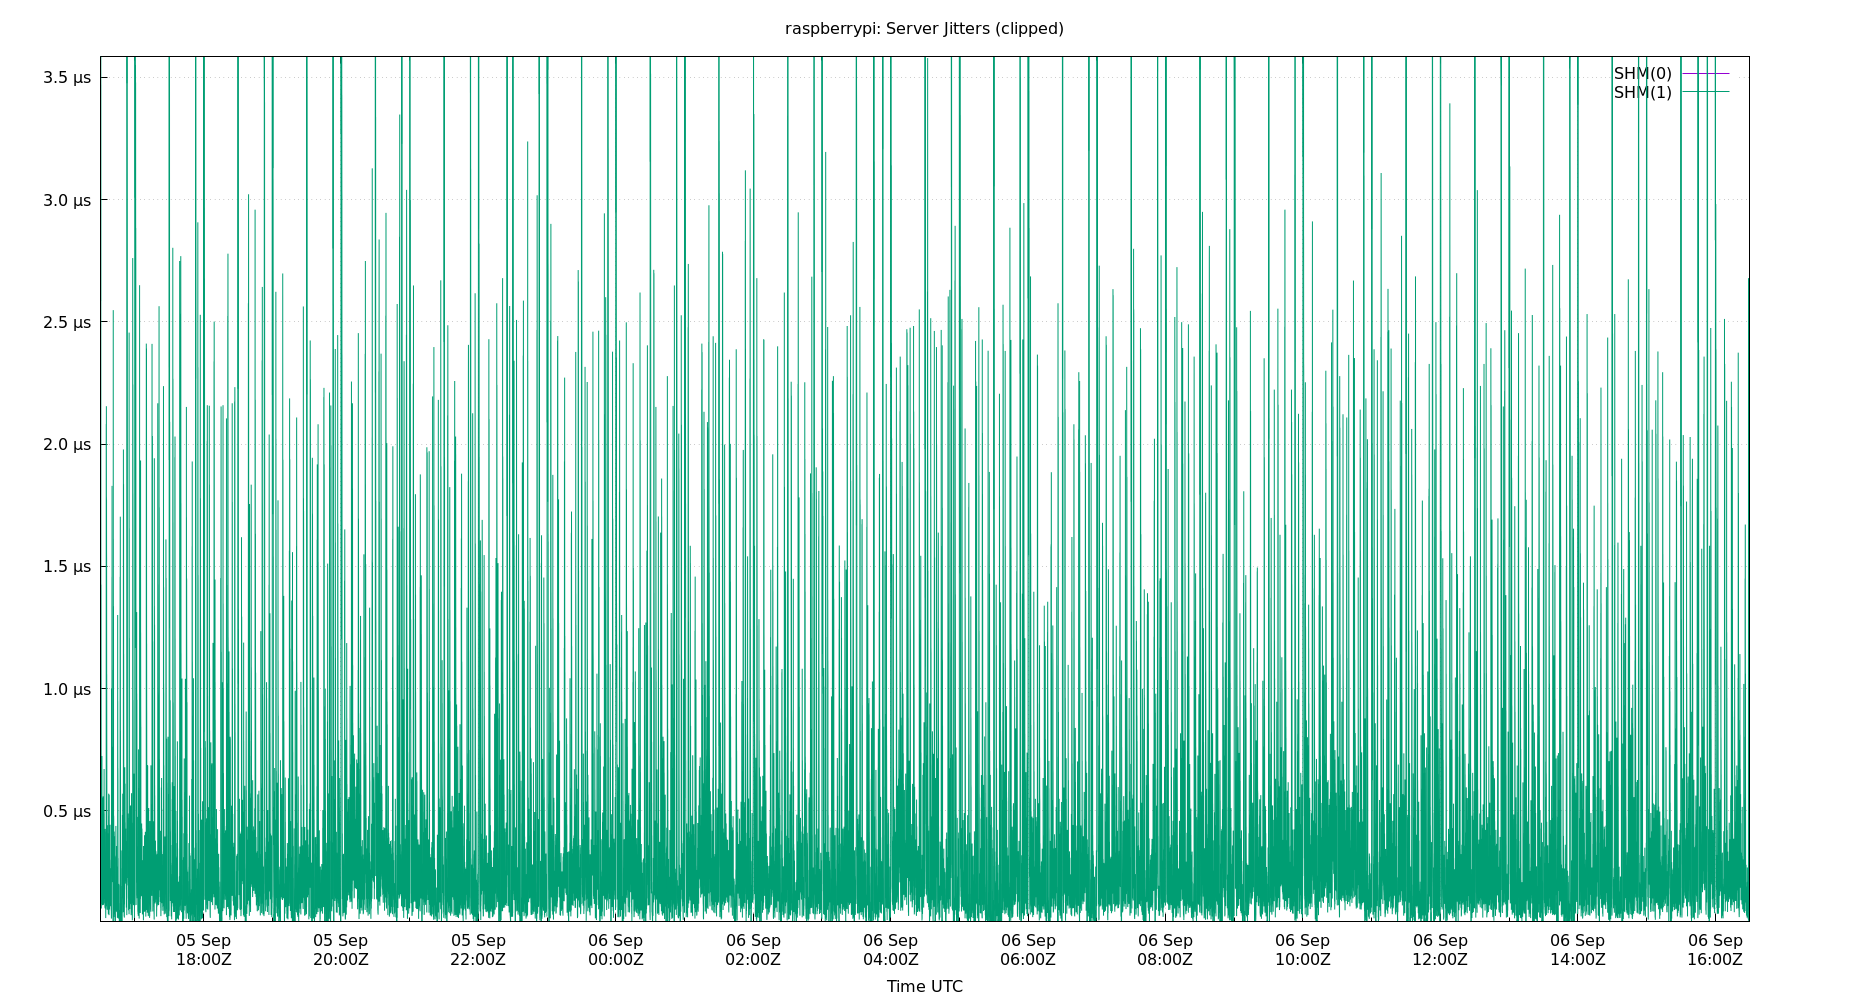 raspberrypi: Server Jitters (clipped)
3.5 µs
3.0 µs
2.5 µs
2.0 µs
1.5 µs
1.0 µs
0.5 µs
SHM(0)
SHM(1)
05 Sep 05 Sep 05 Sep 06 Sep 06 Sep 06 Sep 06 Sep 06 Sep 06 Sep 06 Sep 06 Sep 06 Sep
18:00Z 20:00Z 22:00Z 00:00Z 02:00Z 04:00Z 06:00Z 08:00Z 10:00Z 12:00Z 14:00Z 16:00Z
Time UTC